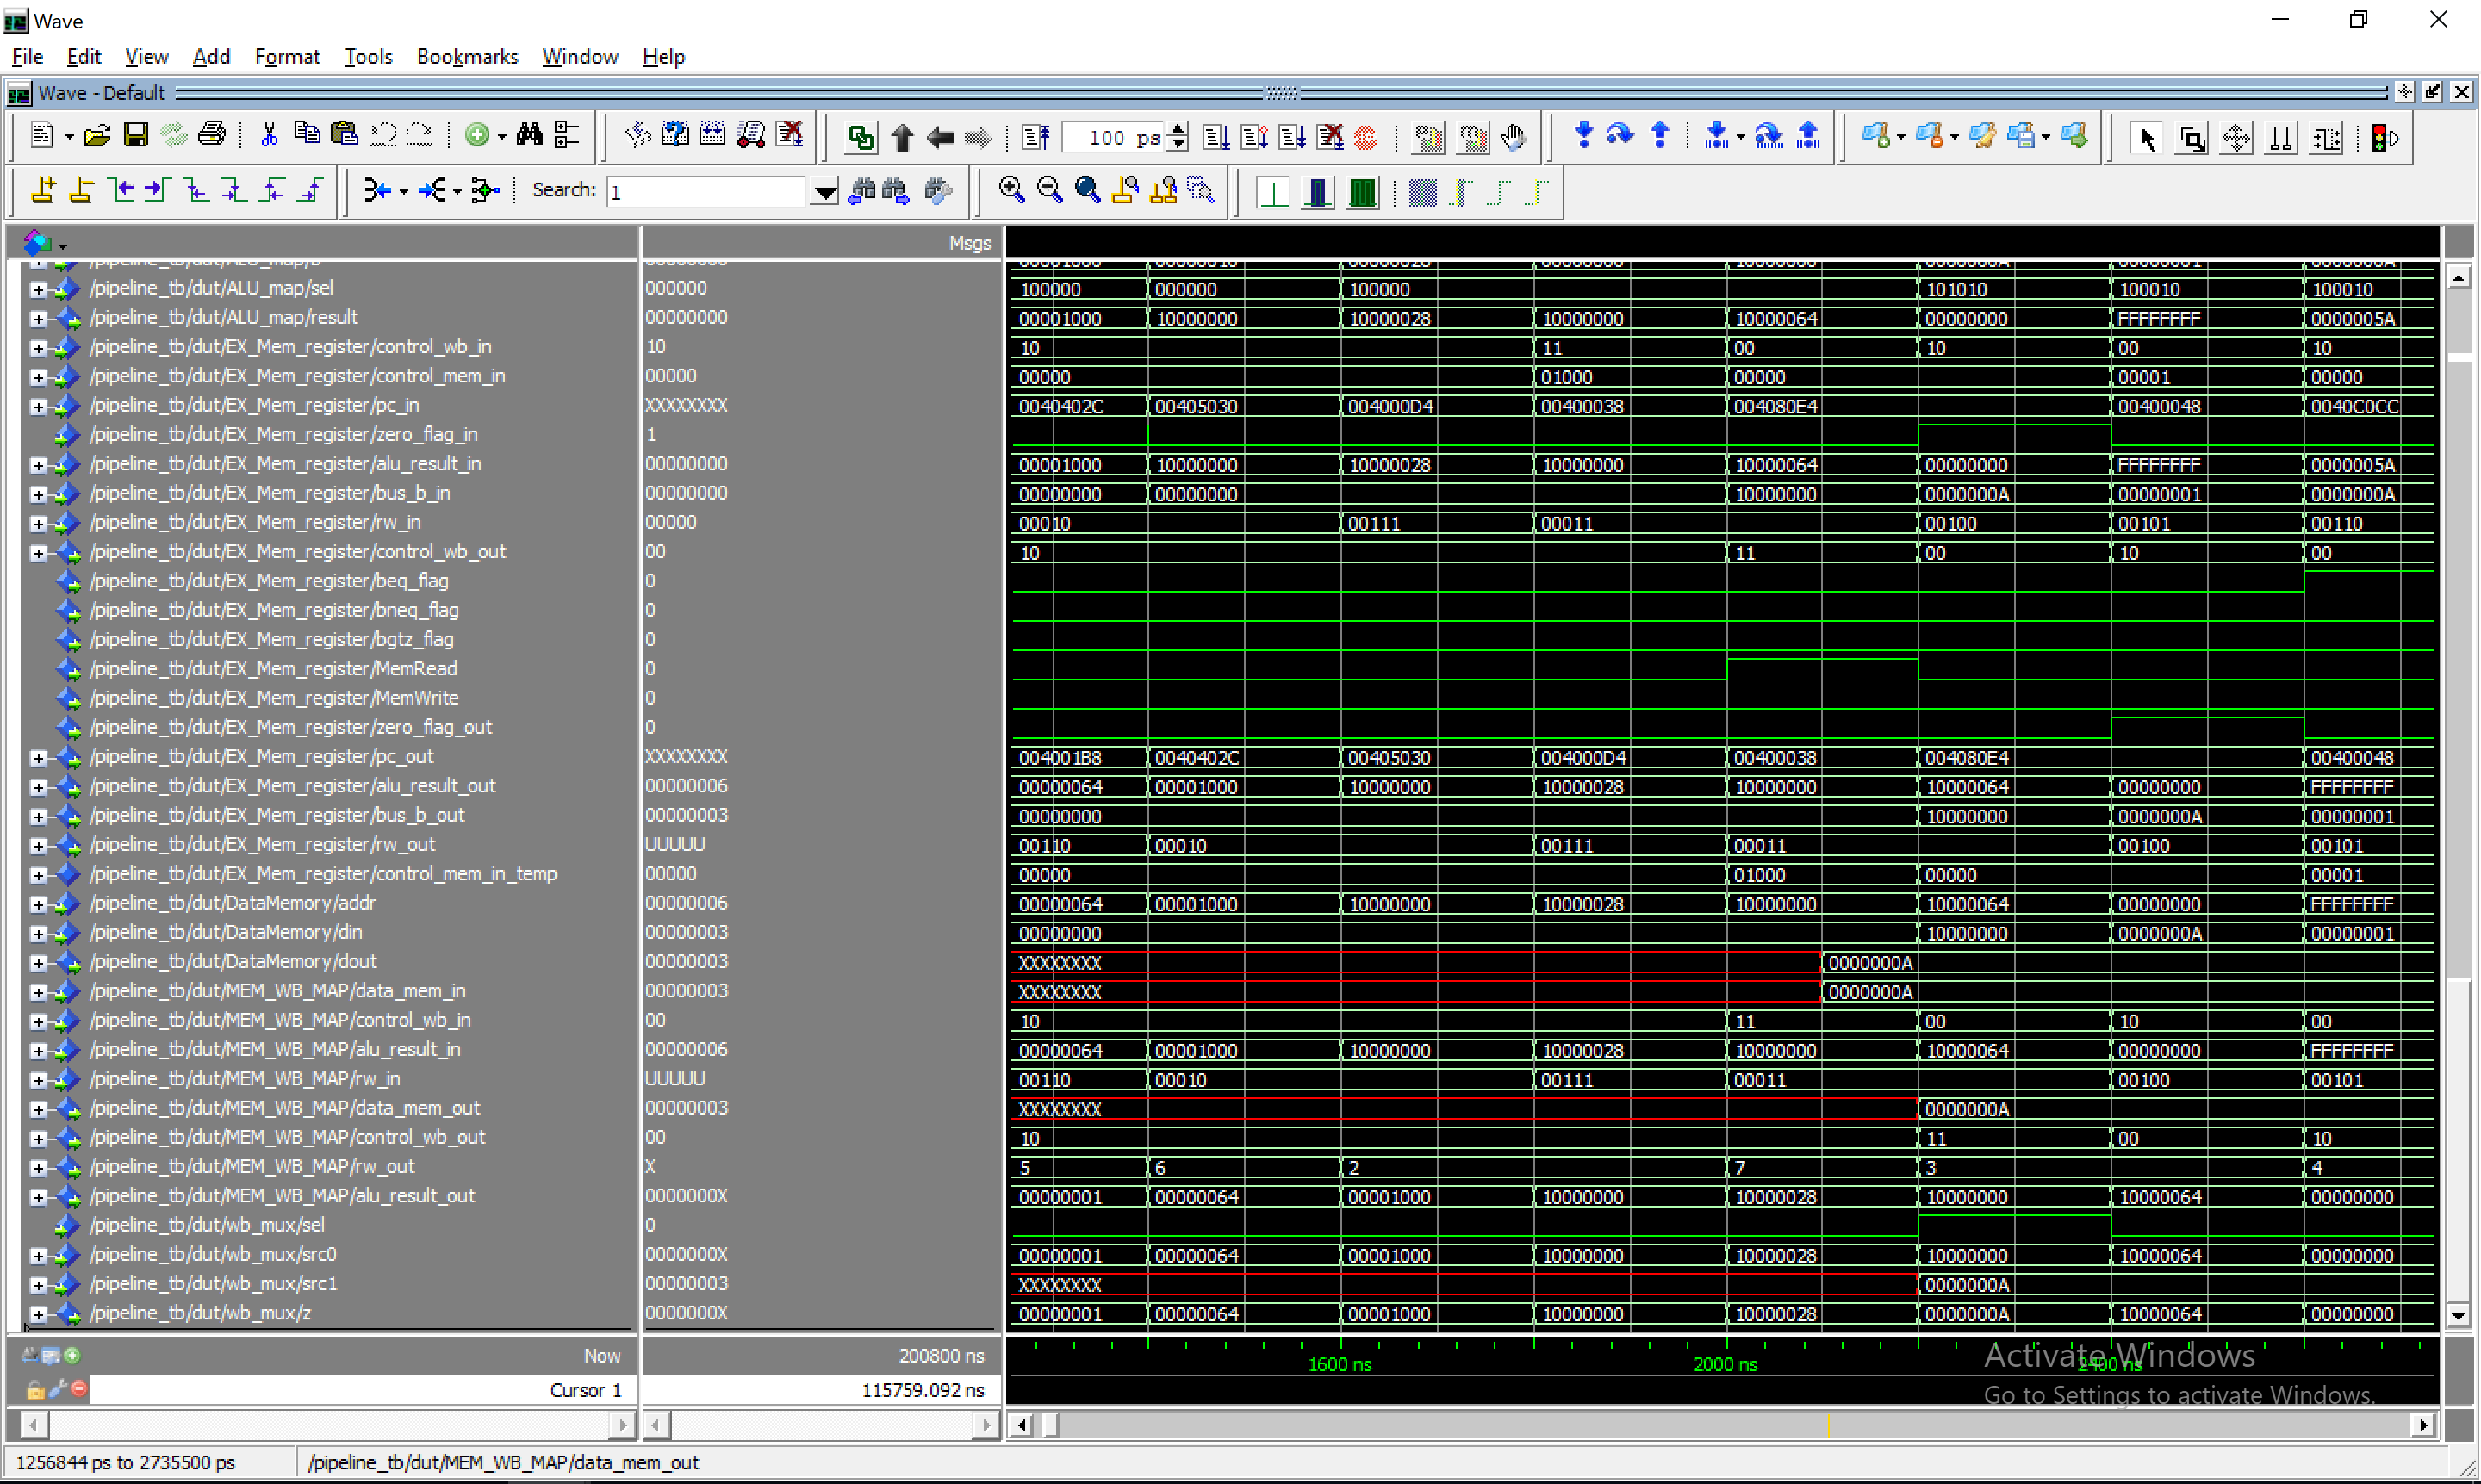 Wave
File Edit View Add Format Tools Bookmarks Window Help
Wave - Default
100 ps
Search: 1
Msgs
/pipeline_tb/dut/ALU_map/b 00000000 00001000 00000010 00000028 00000000 10000000 0000000A 00000001 0000000A
/pipeline_tb/dut/ALU_map/sel 000000 100000 000000 100000 101010 100010 100010
/pipeline_tb/dut/ALU_map/result 00000000 00001000 10000000 10000028 10000000 10000064 00000000 FFFFFFFF 0000005A
/pipeline_tb/dut/EX_Mem_register/control_wb_in 10 10 11 00 10 00 10
/pipeline_tb/dut/EX_Mem_register/control_mem_in 00000 00000 01000 00000 00001 00000
/pipeline_tb/dut/EX_Mem_register/pc_in XXXXXXXX 0040402C 00405030 004000D4 00400038 004080E4 00400048 0040C0CC
/pipeline_tb/dut/EX_Mem_register/zero_flag_in 1
/pipeline_tb/dut/EX_Mem_register/alu_result_in 00000000 00001000 10000000 10000028 10000000 10000064 00000000 FFFFFFFF 0000005A
/pipeline_tb/dut/EX_Mem_register/bus_b_in 00000000 00000000 00000000 10000000 0000000A 00000001 0000000A
/pipeline_tb/dut/EX_Mem_register/rw_in 00000 00010 00111 00011 00100 00101 00110
/pipeline_tb/dut/EX_Mem_register/control_wb_out 00 10 11 00 10 00
/pipeline_tb/dut/EX_Mem_register/beq_flag 0
/pipeline_tb/dut/EX_Mem_register/bneq_flag 0
/pipeline_tb/dut/EX_Mem_register/bgtz_flag 0
/pipeline_tb/dut/EX_Mem_register/MemRead 0
/pipeline_tb/dut/EX_Mem_register/MemWrite 0
/pipeline_tb/dut/EX_Mem_register/zero_flag_out 0
/pipeline_tb/dut/EX_Mem_register/pc_out XXXXXXXX 004001B8 0040402C 00405030 004000D4 00400038 004080E4 00400048
/pipeline_tb/dut/EX_Mem_register/alu_result_out 00000006 00000064 00001000 10000000 10000028 10000000 10000064 00000000 FFFFFFFF
/pipeline_tb/dut/EX_Mem_register/bus_b_out 00000003 00000000 10000000 0000000A 00000001
/pipeline_tb/dut/EX_Mem_register/rw_out UUUUU 00110 00010 00111 00011 00100 00101
/pipeline_tb/dut/EX_Mem_register/control_mem_in_temp 00000 00000 01000 00000 00001
/pipeline_tb/dut/DataMemory/addr 00000006 00000064 00001000 10000000 10000028 10000000 10000064 00000000 FFFFFFFF
/pipeline_tb/dut/DataMemory/din 00000003 00000000 10000000 0000000A 00000001
/pipeline_tb/dut/DataMemory/dout 00000003 XXXXXXXX 0000000A
/pipeline_tb/dut/MEM_WB_MAP/data_mem_in 00000003 XXXXXXXX 0000000A
/pipeline_tb/dut/MEM_WB_MAP/control_wb_in 00 10 11 00 10 00
/pipeline_tb/dut/MEM_WB_MAP/alu_result_in 00000006 00000064 00001000 10000000 10000028 10000000 10000064 00000000 FFFFFFFF
/pipeline_tb/dut/MEM_WB_MAP/rw_in UUUUU 00110 00010 00111 00011 00100 00101
/pipeline_tb/dut/MEM_WB_MAP/data_mem_out 00000003 XXXXXXXX 0000000A
/pipeline_tb/dut/MEM_WB_MAP/control_wb_out 00 10 11 00 10
/pipeline_tb/dut/MEM_WB_MAP/rw_out X 5 6 2 7 3 4
/pipeline_tb/dut/MEM_WB_MAP/alu_result_out 0000000X 00000001 00000064 00001000 10000000 10000028 10000000 10000064 00000000
/pipeline_tb/dut/wb_mux/sel 0
/pipeline_tb/dut/wb_mux/src0 0000000X 00000001 00000064 00001000 10000000 10000028 10000000 10000064 00000000
/pipeline_tb/dut/wb_mux/src1 00000003 XXXXXXXX 0000000A
/pipeline_tb/dut/wb_mux/z 0000000X 00000001 00000064 00001000 10000000 10000028 0000000A 10000064 00000000
Now 200800 ns 1600 ns 2000 ns 2400 ns
Activate Windows
Cursor 1 115759.092 ns
Go to Settings to activate Windows.
1256844 ps to 2735500 ps /pipeline_tb/dut/MEM_WB_MAP/data_mem_out